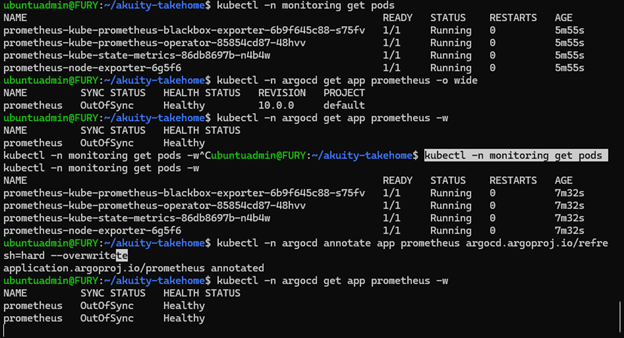 ubuntuadmin@FURY:~/akuity-takehome$ kubectl -n monitoring get pods
NAME READY STATUS RESTARTS AGE
prometheus-kube-prometheus-blackbox-exporter-6b9f645c88-s75fv 1/1 Running 0 5m55s
prometheus-kube-prometheus-operator-85854cd87-48hvv 1/1 Running 0 5m55s
prometheus-kube-state-metrics-86db8697b-n4b4w 1/1 Running 0 5m55s
prometheus-node-exporter-6g5f6 1/1 Running 0 5m55s
ubuntuadmin@FURY:~/akuity-takehome$ kubectl -n argocd get app prometheus -o wide
NAME SYNC STATUS HEALTH STATUS REVISION PROJECT
prometheus OutOfSync Healthy 10.0.0 default
ubuntuadmin@FURY:~/akuity-takehome$ kubectl -n argocd get app prometheus -w
NAME SYNC STATUS HEALTH STATUS
prometheus OutOfSync Healthy
kubectl -n monitoring get pods -w^Cubuntuadmin@FURY:~/akuity-takehome$ kubectl -n monitoring get pods
kubectl -n monitoring get pods -w
NAME READY STATUS RESTARTS AGE
prometheus-kube-prometheus-blackbox-exporter-6b9f645c88-s75fv 1/1 Running 0 7m32s
prometheus-kube-prometheus-operator-85854cd87-48hvv 1/1 Running 0 7m32s
prometheus-kube-state-metrics-86db8697b-n4b4w 1/1 Running 0 7m32s
prometheus-node-exporter-6g5f6 1/1 Running 0 7m32s
ubuntuadmin@FURY:~/akuity-takehome$ kubectl -n argocd annotate app prometheus argocd.argoproj.io/refre
sh=hard --overwritete
application.argoproj.io/prometheus annotated
ubuntuadmin@FURY:~/akuity-takehome$ kubectl -n argocd get app prometheus -w
NAME SYNC STATUS HEALTH STATUS
prometheus OutOfSync Healthy
prometheus OutOfSync Healthy